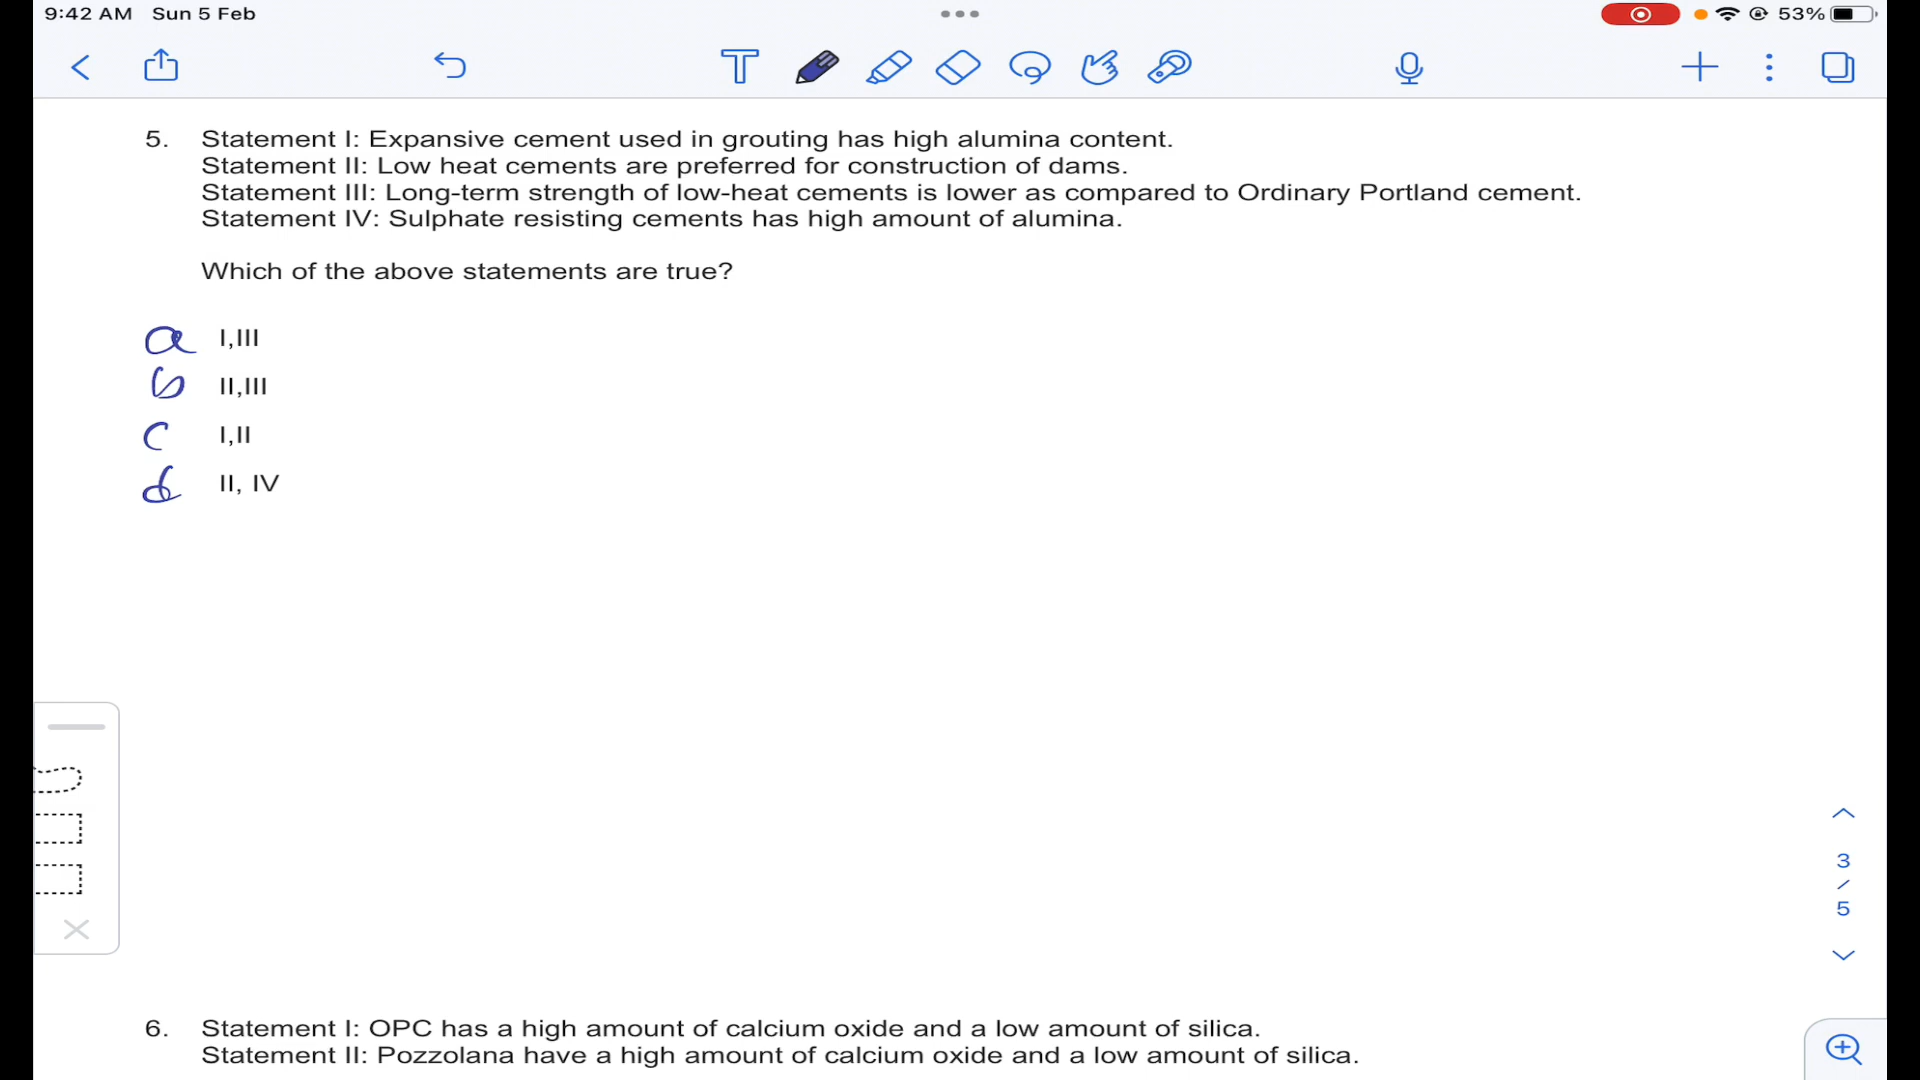 9:42 AM Sun 5 Feb
53%
5. Statement I: Expansive cement used in grouting has high alumina content.
Statement II: Low heat cements are preferred for construction of dams.
Statement III: Long-term strength of low-heat cements is lower as compared to Ordinary Portland cement.
Statement IV: Sulphate resisting cements has high amount of alumina.
Which of the above statements are true?
a I,III
b II,III
c I,II
d II, IV
3
/
5
6. Statement I: OPC has a high amount of calcium oxide and a low amount of silica.
Statement II: Pozzolana have a high amount of calcium oxide and a low amount of silica.